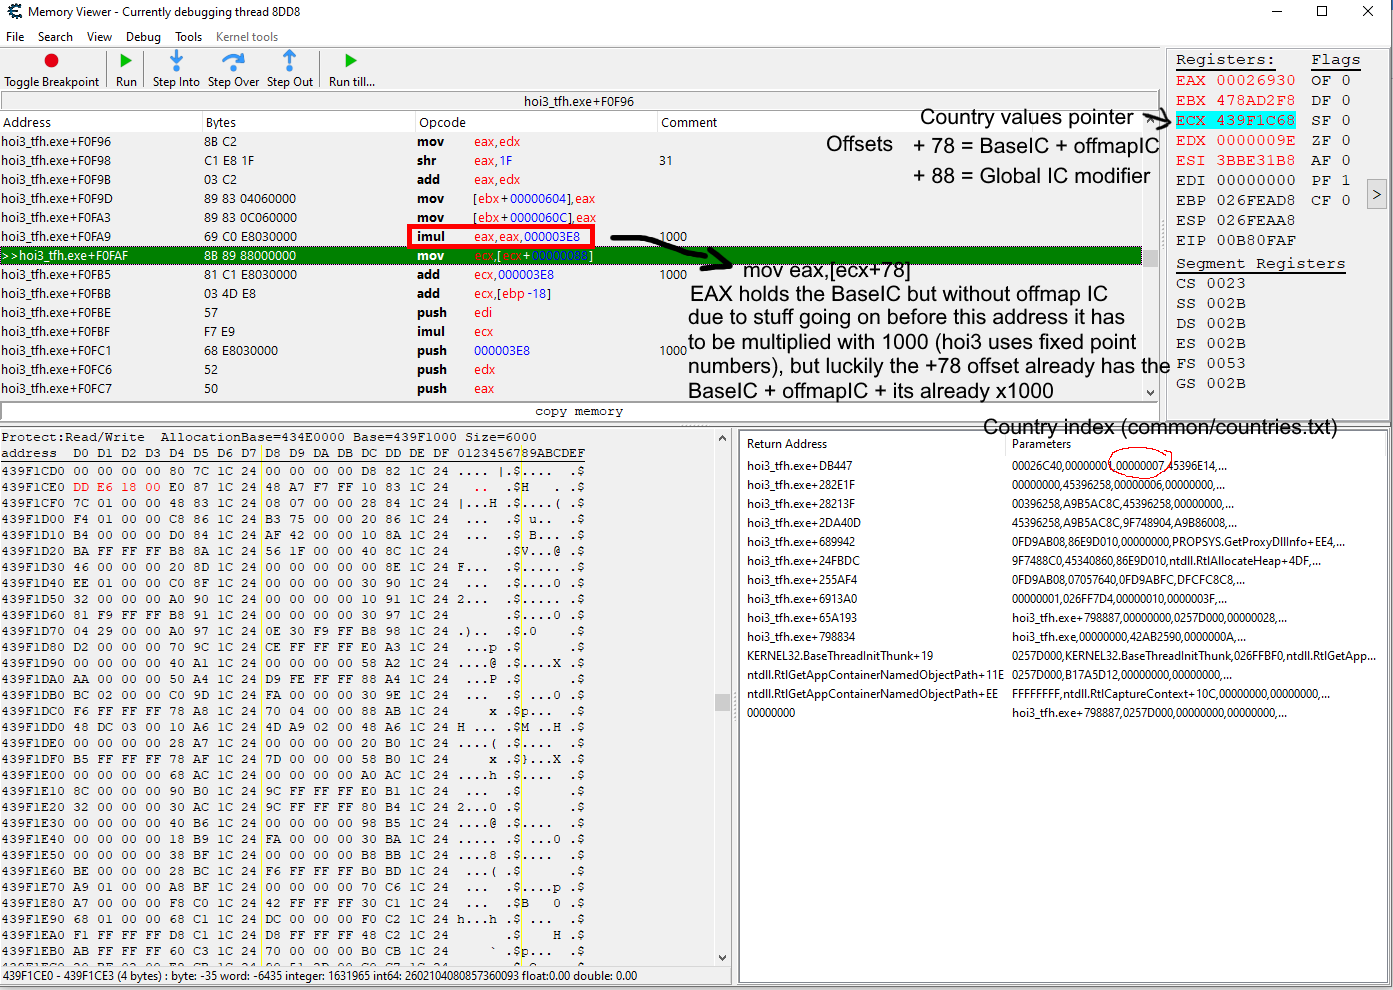 Memory Viewer - Currently debugging thread 8DD8
File Search View Debug Tools Kernel tools
Toggle Breakpoint Run Step Into Step Over Step Out Run till...
hoi3_tfh.exe+F0F96
Address Bytes Opcode Comment
hoi3_tfh.exe+F0F96 8B C2 mov eax,edx
hoi3_tfh.exe+F0F98 C1 E8 1F shr eax,1F 31
hoi3_tfh.exe+F0F9B 03 C2 add eax,edx
hoi3_tfh.exe+F0F9D 89 83 04060000 mov [ebx+00000604],eax
hoi3_tfh.exe+F0FA3 89 83 0C060000 mov [ebx+0000060C],eax
hoi3_tfh.exe+F0FA9 69 C0 E8030000 imul eax,eax,000003E8 1000
>>hoi3_tfh.exe+F0FAF 8B 89 88000000 mov ecx,[ecx+00000088]
hoi3_tfh.exe+F0FB5 81 C1 E8030000 add ecx,000003E8 1000
hoi3_tfh.exe+F0FBB 03 4D E8 add ecx,[ebp-18]
hoi3_tfh.exe+F0FBE 57 push edi
hoi3_tfh.exe+F0FBF F7 E9 imul ecx
hoi3_tfh.exe+F0FC1 68 E8030000 push 000003E8 1000
hoi3_tfh.exe+F0FC6 52 push edx
hoi3_tfh.exe+F0FC7 50 push eax
copy memory
Country values pointer
Offsets + 78 = BaseIC + offmapIC
+ 88 = Global IC modifier
mov eax,[ecx+78]
EAX holds the BaseIC but without offmap IC
due to stuff going on before this address it has
to be multiplied with 1000 (hoi3 uses fixed point
numbers), but luckily the +78 offset already has the
BaseIC + offmapIC + its already x1000
Registers: Flags
EAX 00026930 OF 0
EBX 478AD2F8 DF 0
ECX 439F1C68 SF 0
EDX 0000009E ZF 0
ESI 3BBE31B8 AF 0
EDI 00000000 PF 1
EBP 026FEAD8 CF 0
ESP 026FEAA8
EIP 00B80FAF
Segment Registers
CS 0023
SS 002B
DS 002B
ES 002B
FS 0053
GS 002B
>
Protect:Read/Write AllocationBase=434E0000 Base=439F1000 Size=6000
address D0 D1 D2 D3 D4 D5 D6 D7 D8 D9 DA DB DC DD DE DF 0123456789ABCDEF
439F1CD0 00 00 00 00 80 7C 1C 24 00 00 00 00 D8 82 1C 24 .... |.$.... .$
439F1CE0 DD E6 18 00 E0 87 1C 24 48 A7 F7 FF 10 83 1C 24 .. .$H .$
439F1CF0 7C 01 00 00 48 83 1C 24 08 07 00 00 28 84 1C 24 |...H .$....( .$
439F1D00 F4 01 00 00 C8 86 1C 24 B3 75 00 00 20 86 1C 24 ... .$ u.. .$
439F1D10 B4 00 00 00 D0 84 1C 24 AF 42 00 00 10 8A 1C 24 ... .$ B... .$
439F1D20 BA FF FF FF B8 8A 1C 24 56 1F 00 00 40 8C 1C 24 .$V...@ .$
439F1D30 46 00 00 00 20 8D 1C 24 00 00 00 00 00 8E 1C 24 F... .$..... .$
439F1D40 EE 01 00 00 C0 8F 1C 24 00 00 00 00 30 90 1C 24 ... .$....0 .$
439F1D50 32 00 00 00 A0 90 1C 24 00 00 00 00 10 91 1C 24 2... .$..... .$
439F1D60 81 F9 FF FF B8 91 1C 24 00 00 00 00 30 97 1C 24 .$....0 .$
439F1D70 04 29 00 00 A0 97 1C 24 0E 30 F9 FF B8 98 1C 24 .).. .$.0 .$
439F1D80 D2 00 00 00 70 9C 1C 24 CE FF FF FF E0 A3 1C 24 ...p .$ .$
439F1D90 00 00 00 00 40 A1 1C 24 00 00 00 00 58 A2 1C 24 ....@ .$....X .$
439F1DA0 AA 00 00 00 50 A4 1C 24 D9 FE FF FF 88 A4 1C 24 ...P .$ .$
439F1DB0 BC 02 00 00 C0 9D 1C 24 FA 00 00 00 30 9E 1C 24 ... .$ ...0 .$
439F1DC0 F6 FF FF FF 78 A8 1C 24 70 04 00 00 88 AB 1C 24 x .$p... .$
439F1DD0 48 DC 03 00 10 A6 1C 24 4D A9 02 00 48 A6 1C 24 H .... .$M ..H .$
439F1DE0 00 00 00 00 28 A7 1C 24 00 00 00 00 20 B0 1C 24 ....( .$.... .$
439F1DF0 B5 FF FF FF 78 AF 1C 24 7D 00 00 00 58 B0 1C 24 x .$}...X .$
439F1E00 00 00 00 00 68 AC 1C 24 00 00 00 00 A0 AC 1C 24 ....h .$.... .$
439F1E10 8C 00 00 00 90 B0 1C 24 9C FF FF FF E0 B1 1C 24 ... .$ .$
439F1E20 32 00 00 00 30 AC 1C 24 9C FF FF FF 80 B4 1C 24 2...0 .$ .$
439F1E30 00 00 00 00 40 B6 1C 24 00 00 00 00 98 B5 1C 24 ....@ .$.... .$
439F1E40 00 00 00 00 18 B9 1C 24 FA 00 00 00 30 BA 1C 24 ..... .$ ...0 .$
439F1E50 00 00 00 00 38 BF 1C 24 00 00 00 00 B8 BB 1C 24 ....8 .$.... .$
439F1E60 BE 00 00 00 28 BC 1C 24 F6 FF FF FF B0 BD 1C 24 ...( .$ .$
439F1E70 A9 01 00 00 A8 BF 1C 24 00 00 00 00 70 C6 1C 24 ... .$....p .$
439F1E80 A7 00 00 00 F8 C0 1C 24 42 FF FF FF 30 C1 1C 24 ... .$B 0 .$
439F1E90 68 01 00 00 68 C1 1C 24 DC 00 00 00 F0 C2 1C 24 h...h .$ ... .$
439F1EA0 F1 FF FF FF D8 C1 1C 24 D8 FF FF FF 48 C2 1C 24 .$ H .$
439F1EB0 AB FF FF FF 60 C3 1C 24 70 00 00 00 B0 CB 1C 24 ` .$p... .$
439F1CE0 - 439F1CE3 (4 bytes) : byte: -35 word: -6435 integer: 1631965 int64: 2602104080857360093 float:0.00 double: 0.00
Country index (common/countries.txt)
Return Address Parameters
hoi3_tfh.exe+DB447 00026C40,00000001,00000007,45396E14,...
hoi3_tfh.exe+282E1F 00000000,45396258,00000006,00000000,...
hoi3_tfh.exe+28213F 00396258,A9B5AC8C,45396258,00000000,...
hoi3_tfh.exe+2DA40D 45396258,A9B5AC8C,9F748904,A9B86008,...
hoi3_tfh.exe+689942 0FD9AB08,86E9D010,00000000,PROPSYS.GetProxyDllInfo+EE4,...
hoi3_tfh.exe+24FBDC 9F7488C0,45340860,86E9D010,ntdll.RtlAllocateHeap+4DF,...
hoi3_tfh.exe+255AF4 0FD9AB08,07057640,0FD9ABFC,DFCFC8C8,...
hoi3_tfh.exe+6913A0 00000001,026FF7D4,00000010,0000003F,...
hoi3_tfh.exe+65A193 hoi3_tfh.exe+798887,00000000,0257D000,00000028,...
hoi3_tfh.exe+798834 hoi3_tfh.exe,00000000,42AB2590,0000000A,...
KERNEL32.BaseThreadInitThunk+19 0257D000,KERNEL32.BaseThreadInitThunk,026FFBF0,ntdll.RtlGetApp...
ntdll.RtlGetAppContainerNamedObjectPath+11E 0257D000,B17A5D12,00000000,00000000,...
ntdll.RtlGetAppContainerNamedObjectPath+EE FFFFFFFF,ntdll.RtlCaptureContext+10C,00000000,00000000,...
00000000 hoi3_tfh.exe+798887,0257D000,00000000,00000000,...